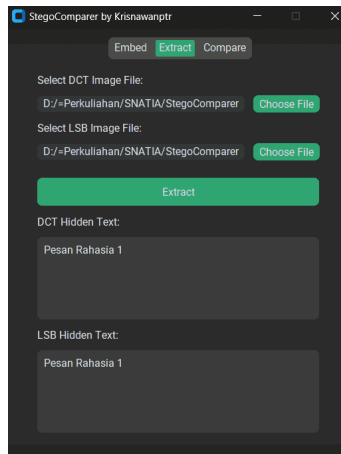 StegoComparer by Krisnawanptr
Embed Extract Compare
Select DCT Image File:
D:/=Perkuliahan/SNATIA/StegoComparer Choose File
Select LSB Image File:
D:/=Perkuliahan/SNATIA/StegoComparer Choose File
Extract
DCT Hidden Text:
Pesan Rahasia 1
LSB Hidden Text:
Pesan Rahasia 1